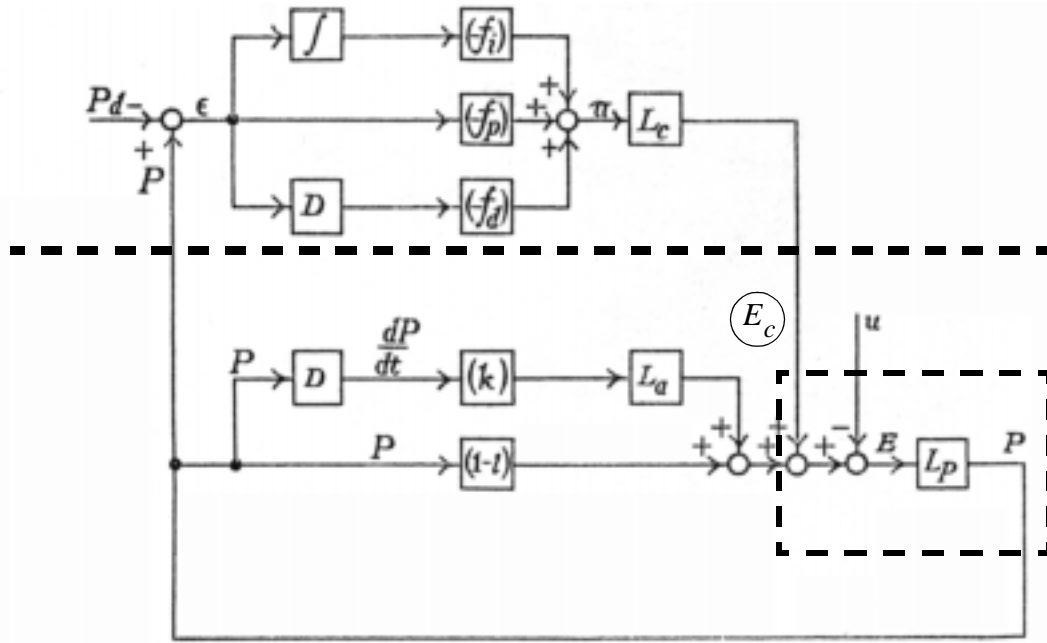 ∫ (-f_i)
+
P_d - ϵ (-f_p) + π L_c
+ +
P
D (-f_d)
E_c
u
dP/dt
P D (k) L_a
+ + -
P (1-l) + + + E L_P P